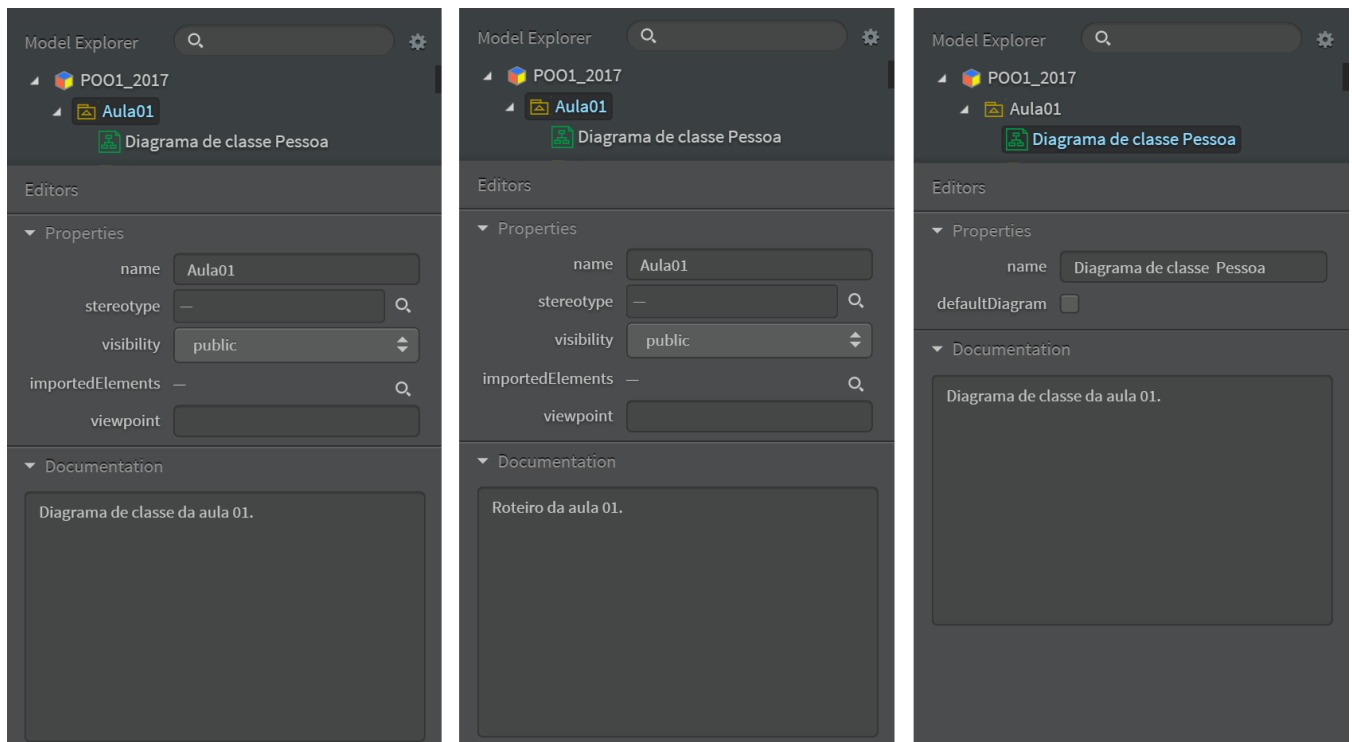 Model Explorer
POO1_2017
Aula01
Diagrama de classe Pessoa
Editors
Properties
name Aula01
stereotype —
visibility public
importedElements —
viewpoint
Documentation
Diagrama de classe da aula 01.
Model Explorer
POO1_2017
Aula01
Diagrama de classe Pessoa
Editors
Properties
name Aula01
stereotype —
visibility public
importedElements —
viewpoint
Documentation
Roteiro da aula 01.
Model Explorer
POO1_2017
Aula01
Diagrama de classe Pessoa
Editors
Properties
name Diagrama de classe Pessoa
defaultDiagram
Documentation
Diagrama de classe da aula 01.